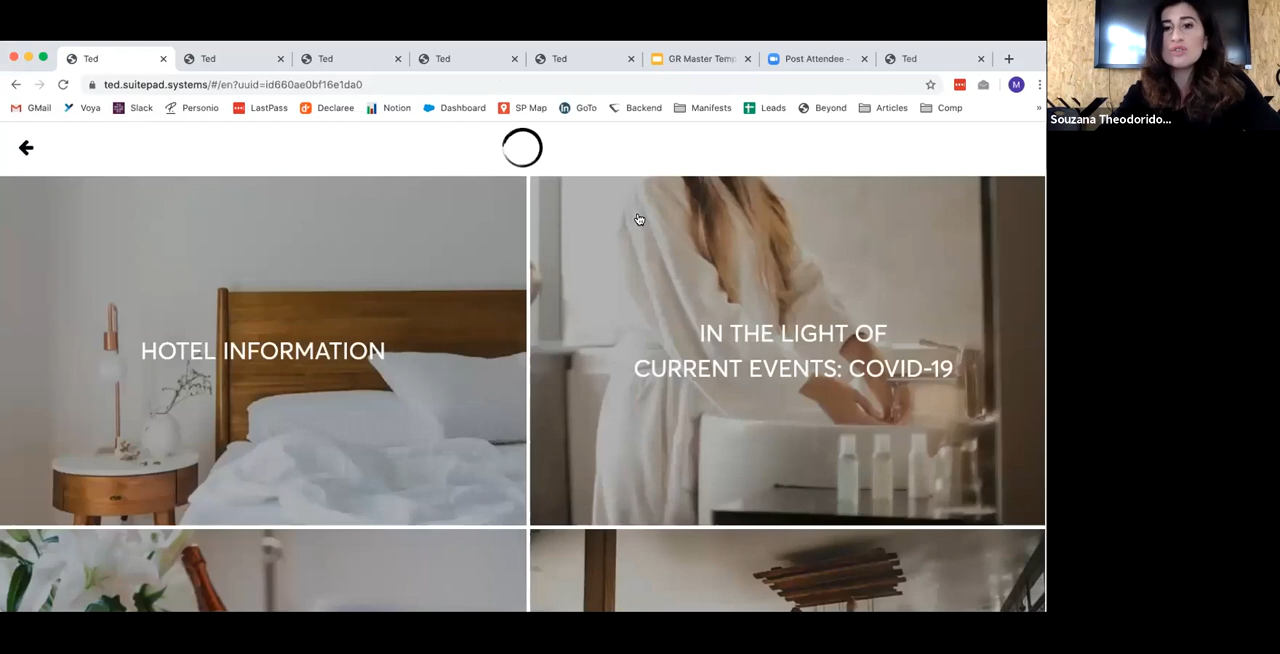 Ted
Ted
Ted
Ted
Ted
GR Master Temp
Post Attendee -
Ted
ted.suitepad.systems/#/en?uuid=id660ae0bf16e1da0
M
GMail
Voya
Slack
Personio
LastPass
Declaree
Notion
Dashboard
SP Map
GoTo
Backend
Manifests
Leads
Beyond
Articles
Comp
»
Souzana Theodorido...
HOTEL INFORMATION
IN THE LIGHT OF
CURRENT EVENTS: COVID-19